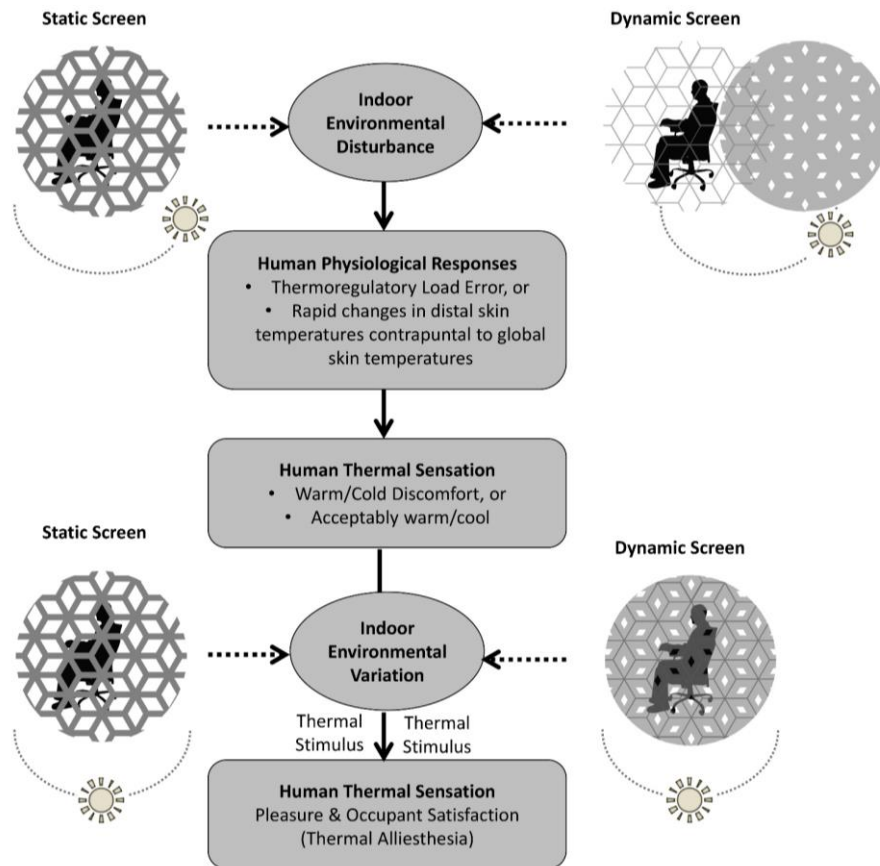 Static Screen
Dynamic Screen
Indoor
Environmental
Disturbance
Human Physiological Responses
• Thermoregulatory Load Error, or
• Rapid changes in distal skin
temperatures contrapuntal to global
skin temperatures
Human Thermal Sensation
• Warm/Cold Discomfort, or
• Acceptably warm/cool
Static Screen
Dynamic Screen
Indoor
Environmental
Variation
Thermal
Stimulus
Thermal
Stimulus
Human Thermal Sensation
Pleasure & Occupant Satisfaction
(Thermal Alliesthesia)